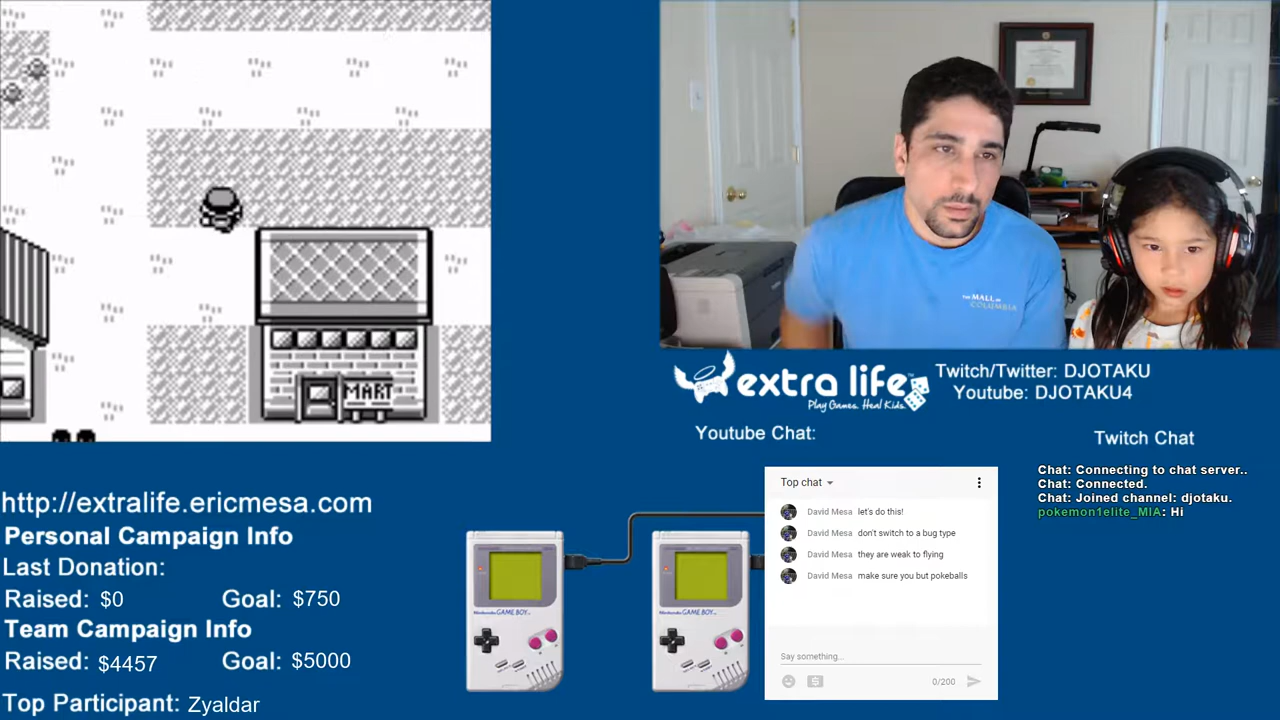 MART
THE MALL IN
COLUMBIA
extra life
Play Games. Heal Kids.
Twitch/Twitter: DJOTAKU
Youtube: DJOTAKU4
Youtube Chat:
Twitch Chat
Chat: Connecting to chat server..
Chat: Connected.
Chat: Joined channel: djotaku.
pokemon1elite_MIA: Hi
Top chat
David Mesa let's do this!
David Mesa don't switch to a bug type
David Mesa they are weak to flying
David Mesa make sure you but pokeballs
Say something...
0/200
http://extralife.ericmesa.com
Personal Campaign Info
Last Donation:
Raised: $0 Goal: $750
Team Campaign Info
Raised: $4457 Goal: $5000
Top Participant: Zyaldar
Nintendo GAME BOY
Nintendo GAME BOY